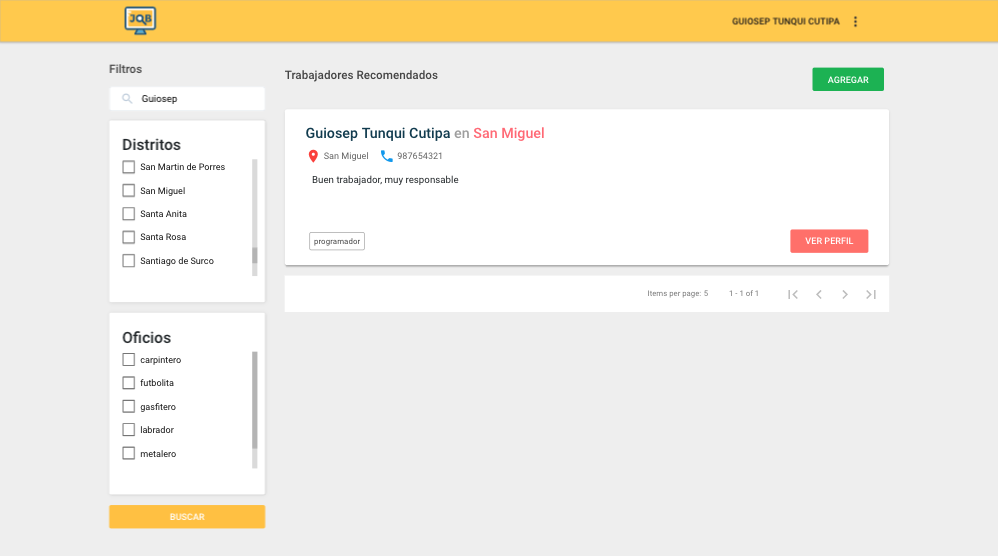 JOB
GUIOSEP TUNQUI CUTIPA
Filtros
Guiosep
Distritos
San Martin de Porres
San Miguel
Santa Anita
Santa Rosa
Santiago de Surco
Oficios
carpintero
futbolita
gasfitero
labrador
metalero
BUSCAR
Trabajadores Recomendados
AGREGAR
Guiosep Tunqui Cutipa en San Miguel
San Miguel 987654321
Buen trabajador, muy responsable
programador
VER PERFIL
Items per page: 5 1 - 1 of 1